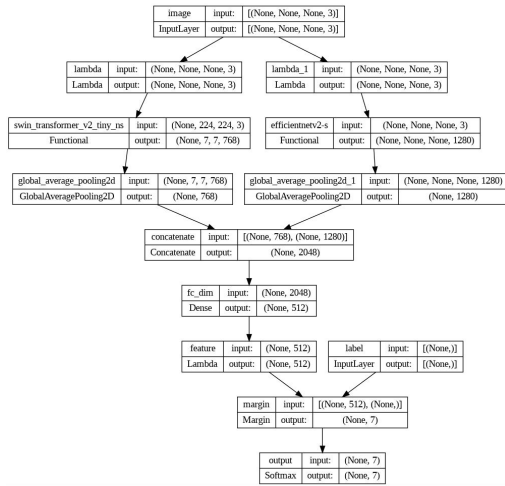 image input: [(None, None, None, 3)]
InputLayer output: [(None, None, None, 3)]
lambda input: (None, None, None, 3)
Lambda output: (None, None, None, 3)
lambda_1 input: (None, None, None, 3)
Lambda output: (None, None, None, 3)
swin_transformer_v2_tiny_ns input: (None, 224, 224, 3)
Functional output: (None, 7, 7, 768)
efficientnetv2-s input: (None, None, None, 3)
Functional output: (None, None, None, 1280)
global_average_pooling2d input: (None, 7, 7, 768)
GlobalAveragePooling2D output: (None, 768)
global_average_pooling2d_1 input: (None, None, None, 1280)
GlobalAveragePooling2D output: (None, 1280)
concatenate input: [(None, 768), (None, 1280)]
Concatenate output: (None, 2048)
fc_dim input: (None, 2048)
Dense output: (None, 512)
feature input: (None, 512)
Lambda output: (None, 512)
label input: [(None,)]
InputLayer output: [(None,)]
margin input: [(None, 512), (None,)]
Margin output: (None, 7)
output input: (None, 7)
Softmax output: (None, 7)